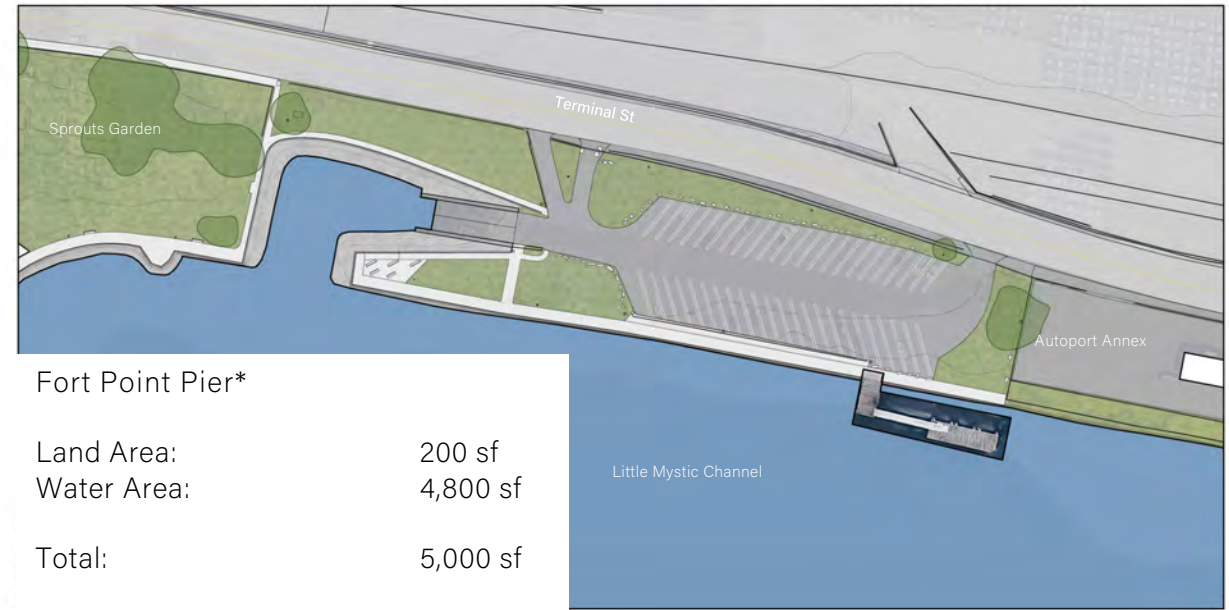 Terminal St
Sprouts Garden
Autoport Annex
Little Mystic Channel
Fort Point Pier*
Land Area: 200 sf
Water Area: 4,800 sf
Total: 5,000 sf